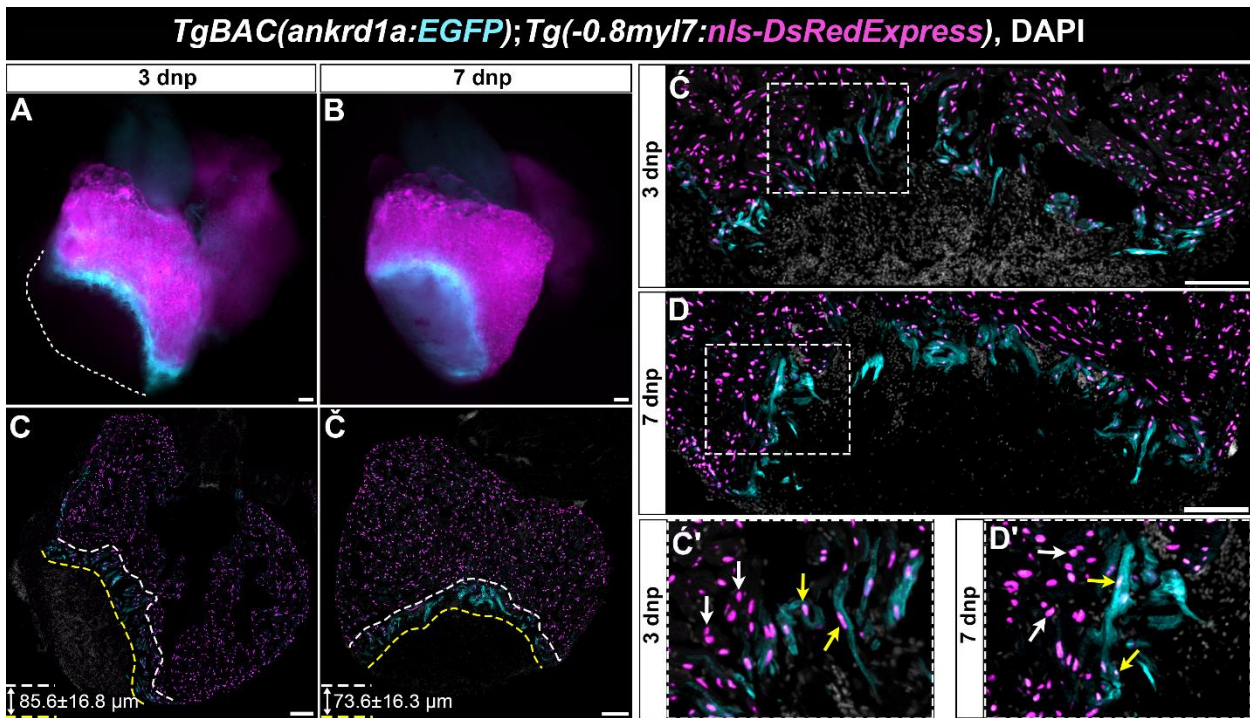 TgBAC(ankrd1a:EGFP);Tg(-0.8myl7:nls-DsRedExpress), DAPI
3 dnp
7 dnp
A
B
C
85.6±16.8 µm
Č
73.6±16.3 µm
3 dnp
Ć
7 dnp
D
3 dnp
Ć'
7 dnp
D'